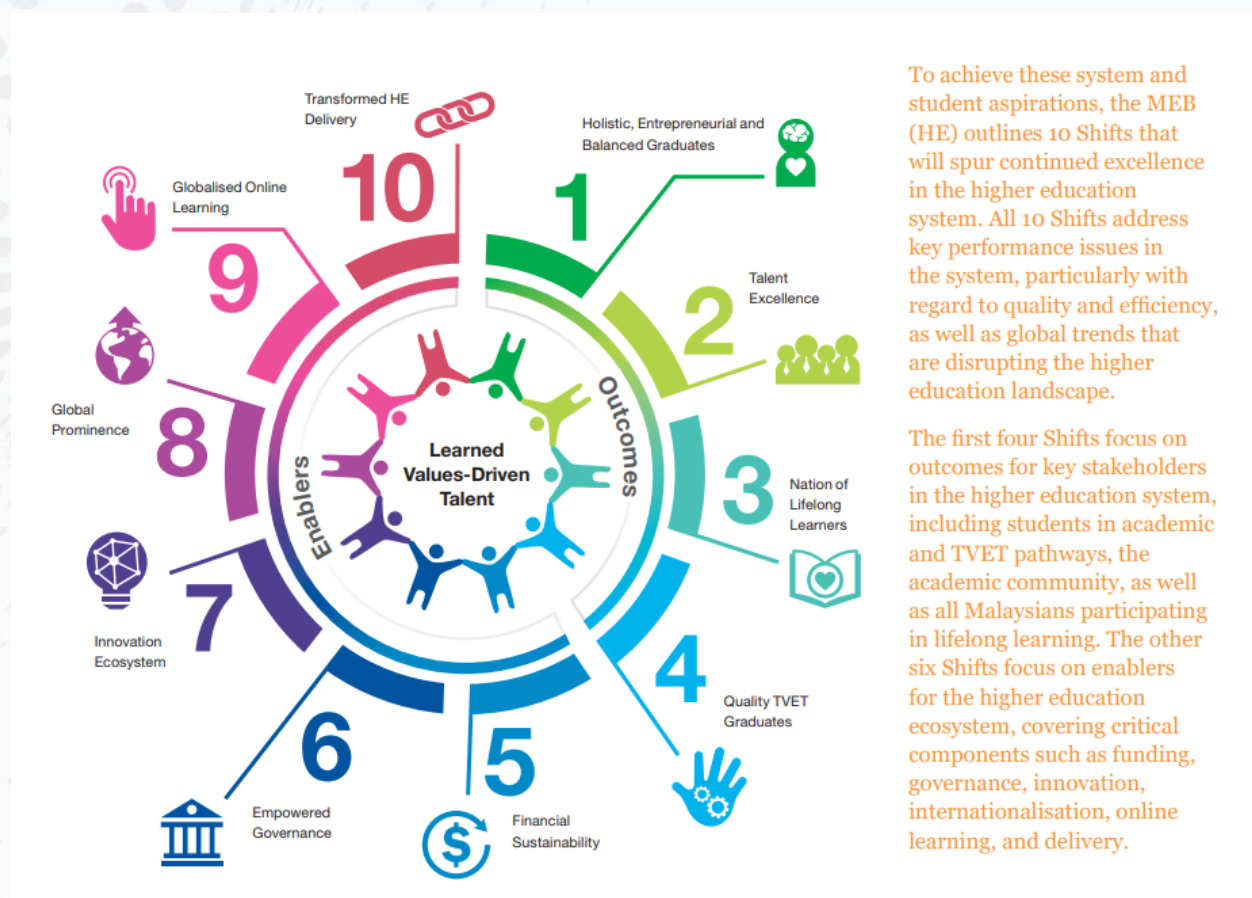 Transformed HE
Delivery
10
Holistic, Entrepreneurial and
Balanced Graduates
1
Globalised Online
Learning
9
Talent
Excellence
2
Global
Prominence
8
Nation of
Lifelong
Learners
3
Innovation
Ecosystem
7
Quality TVET
Graduates
4
Empowered
Governance
6
Financial
Sustainability
5
$
Enablers
Outcomes
Learned
Values-Driven
Talent
To achieve these system and
student aspirations, the MEB
(HE) outlines 10 Shifts that
will spur continued excellence
in the higher education
system. All 10 Shifts address
key performance issues in
the system, particularly with
regard to quality and efficiency,
as well as global trends that
are disrupting the higher
education landscape.
The first four Shifts focus on
outcomes for key stakeholders
in the higher education system,
including students in academic
and TVET pathways, the
academic community, as well
as all Malaysians participating
in lifelong learning. The other
six Shifts focus on enablers
for the higher education
ecosystem, covering critical
components such as funding,
governance, innovation,
internationalisation, online
learning, and delivery.